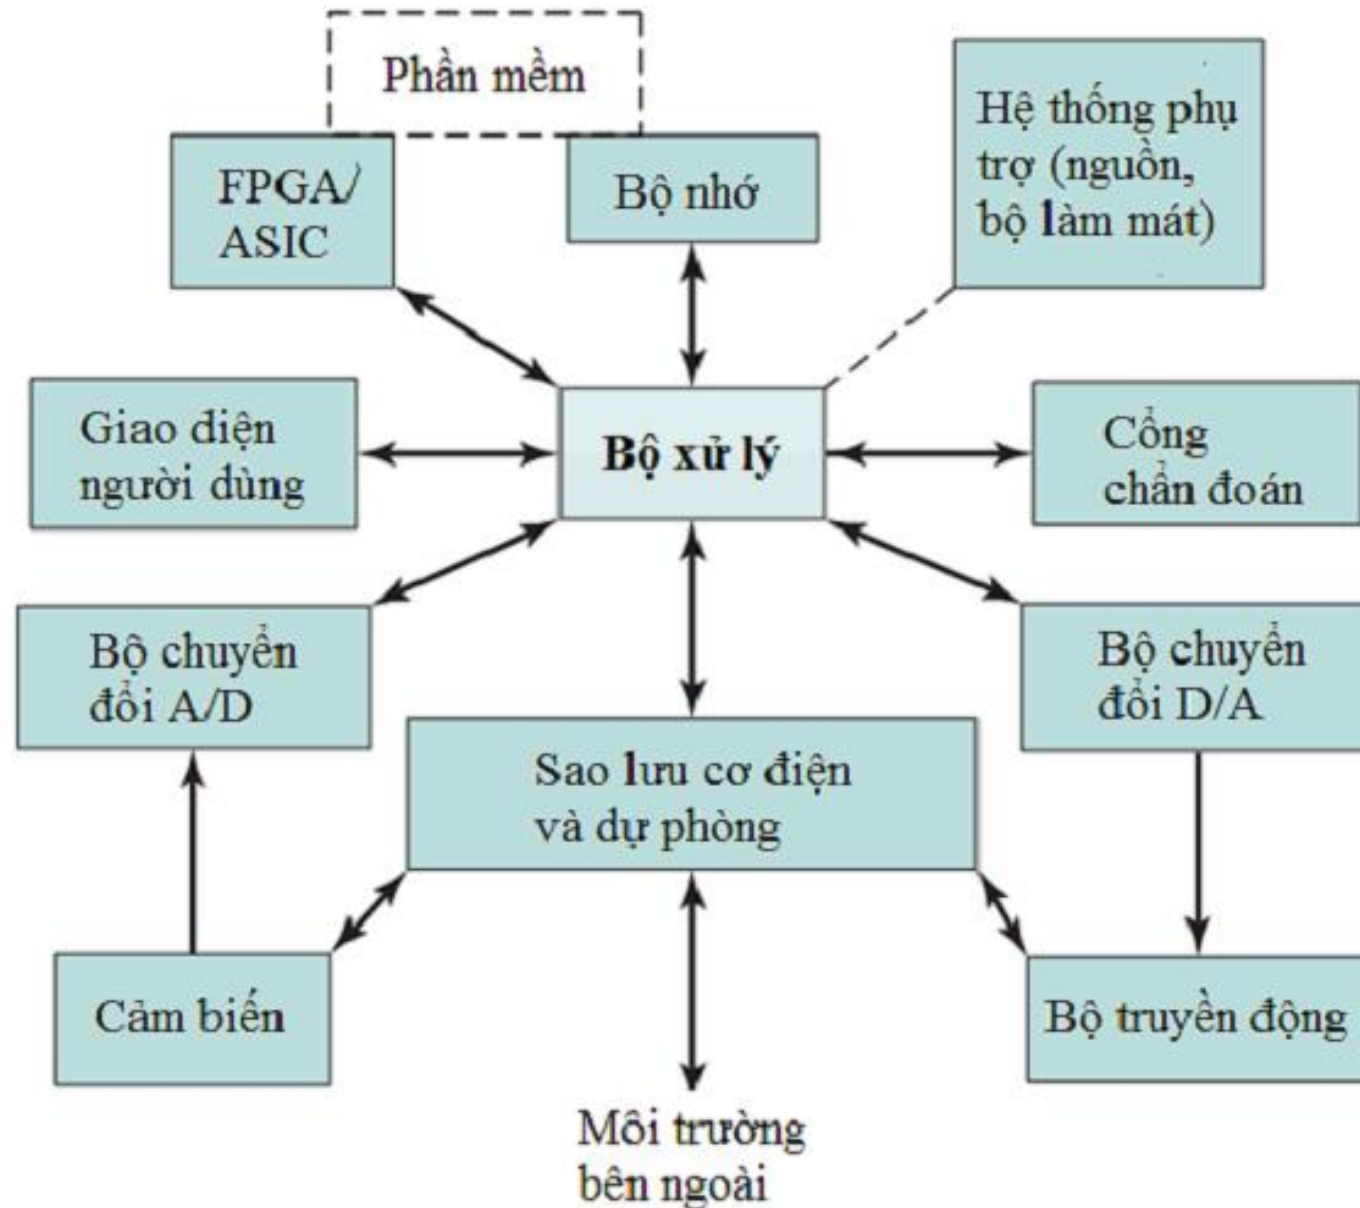 Phần mềm
Hệ thống phụ
trợ (nguồn,
bộ làm mát)
FPGA/
ASIC
Bộ nhớ
Giao diện
người dùng
Bộ xử lý
Cổng
chẩn đoán
Bộ chuyển
đổi A/D
Bộ chuyển
đổi D/A
Sao lưu cơ điện
và dự phòng
Cảm biến
Bộ truyền động
Môi trường
bên ngoài